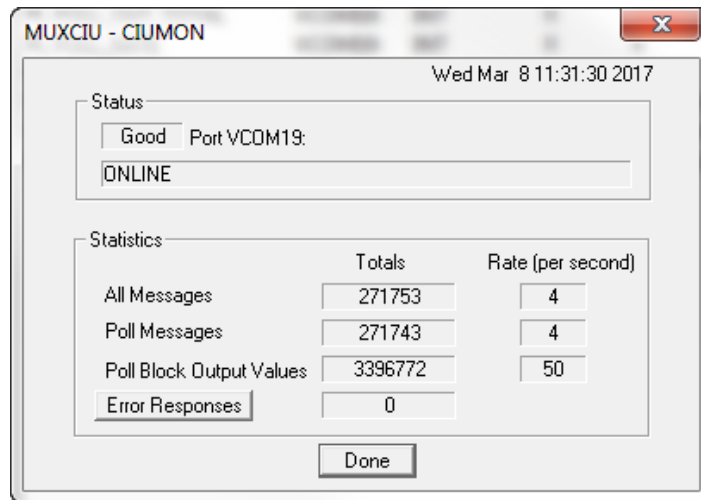 MUXCIU - CIUMON
Wed Mar 8 11:31:30 2017
Status
Good Port VCOM19:
ONLINE
Statistics
Totals Rate (per second)
All Messages 271753 4
Poll Messages 271743 4
Poll Block Output Values 3396772 50
Error Responses 0
Done